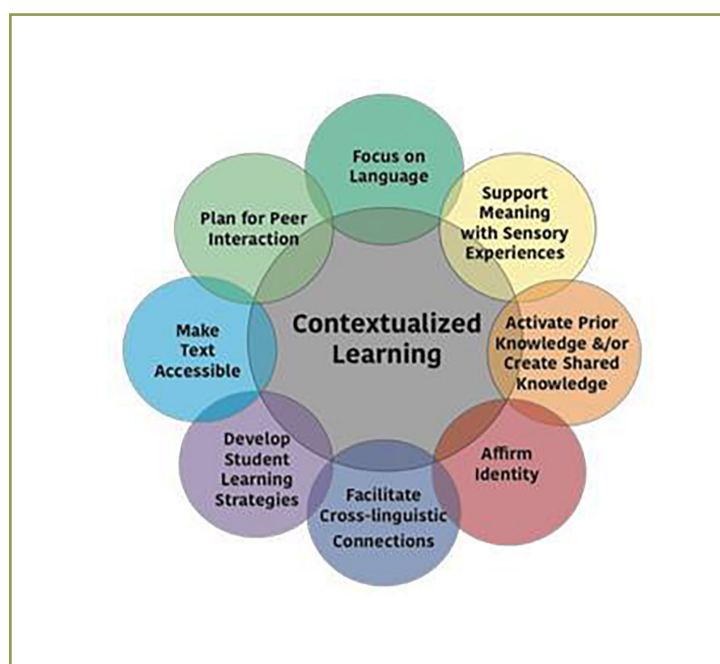 Focus on
Language
Support
Meaning
with Sensory
Experiences
Activate Prior
Knowledge &/or
Create Shared
Knowledge
Affirm
Identity
Facilitate
Cross-linguistic
Connections
Develop
Student
Learning
Strategies
Make
Text
Accessible
Plan for Peer
Interaction
Contextualized
Learning